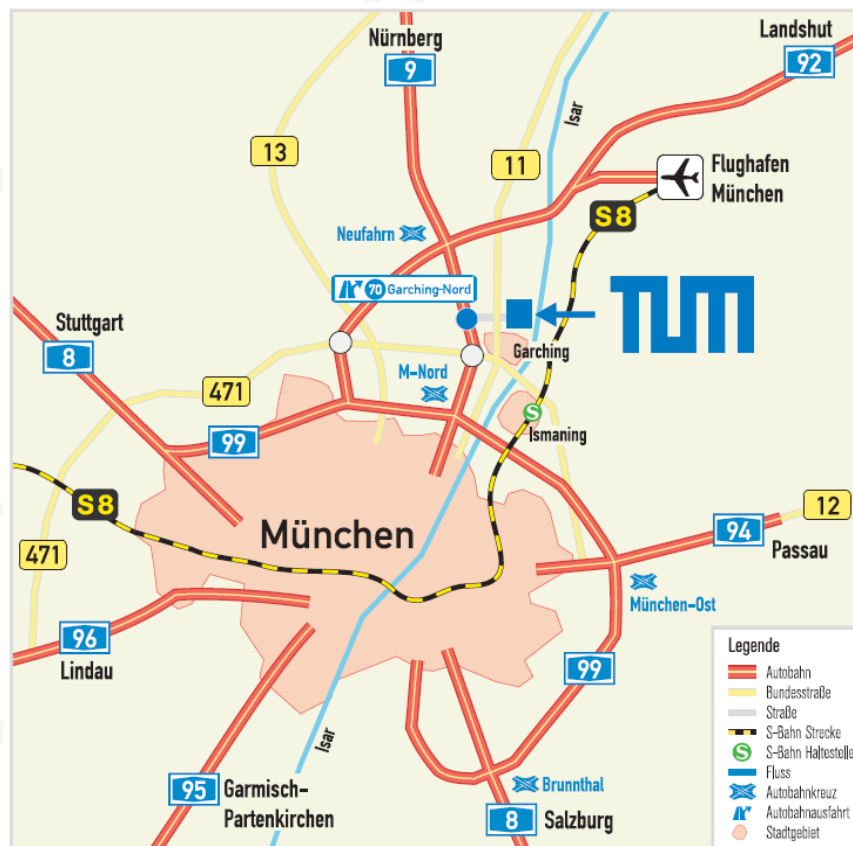 Nürnberg
9
Landshut
92
Isar
13
11
Flughafen
München
S8
Neufahrn
70 Garching-Nord
TUM
Stuttgart
8
Garching
M-Nord
471
99
Ismaning
S8
München
12
94
Passau
471
München-Ost
96
Lindau
99
Isar
95
Garmisch-
Partenkirchen
Brunnthal
8
Salzburg
Legende
Autobahn
Bundesstraße
Straße
S-Bahn Strecke
S
S-Bahn Haltestelle
Fluss
Autobahnkreuz
Autobahnausfahrt
Stadtgebiet
S